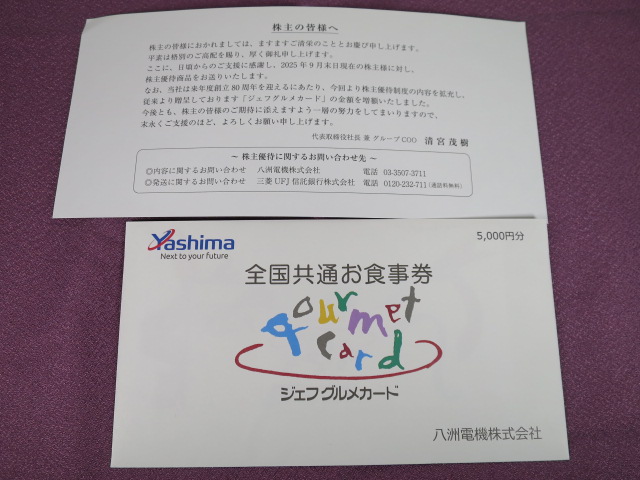 株主の皆様へ
株主の皆様におかれましては、ますますご清栄のこととお慶び申し上げます。
平素は格別のご高配を賜り、厚く御礼申し上げます。
ここに、日頃からのご支援に感謝し、2025年9月末日現在の株主様に対し、
株主優待商品をお送りいたします。
なお、当社は来年度創立80周年を迎えるにあたり、今回より株主優待制度の内容を拡充し、
従来より贈呈しております「ジェフグルメカード」の金額を増額いたしました。
今後とも、株主の皆様のご期待に添えますよう一層の努力をしてまいりますので、
末永くご支援のほど、よろしくお願い申し上げます。
代表取締役社長 兼 グループCOO 清宮茂樹
～ 株主優待に関するお問い合わせ先 ～
◎内容に関するお問い合わせ 八洲電機株式会社 電話 03-3507-3711
◎発送に関するお問い合わせ 三菱UFJ信託銀行株式会社 電話 0120-232-711（通話料無料）
Yashima
Next to your future
5,000円分
全国共通お食事券
gourmet
card
ジェフグルメカード
八洲電機株式会社